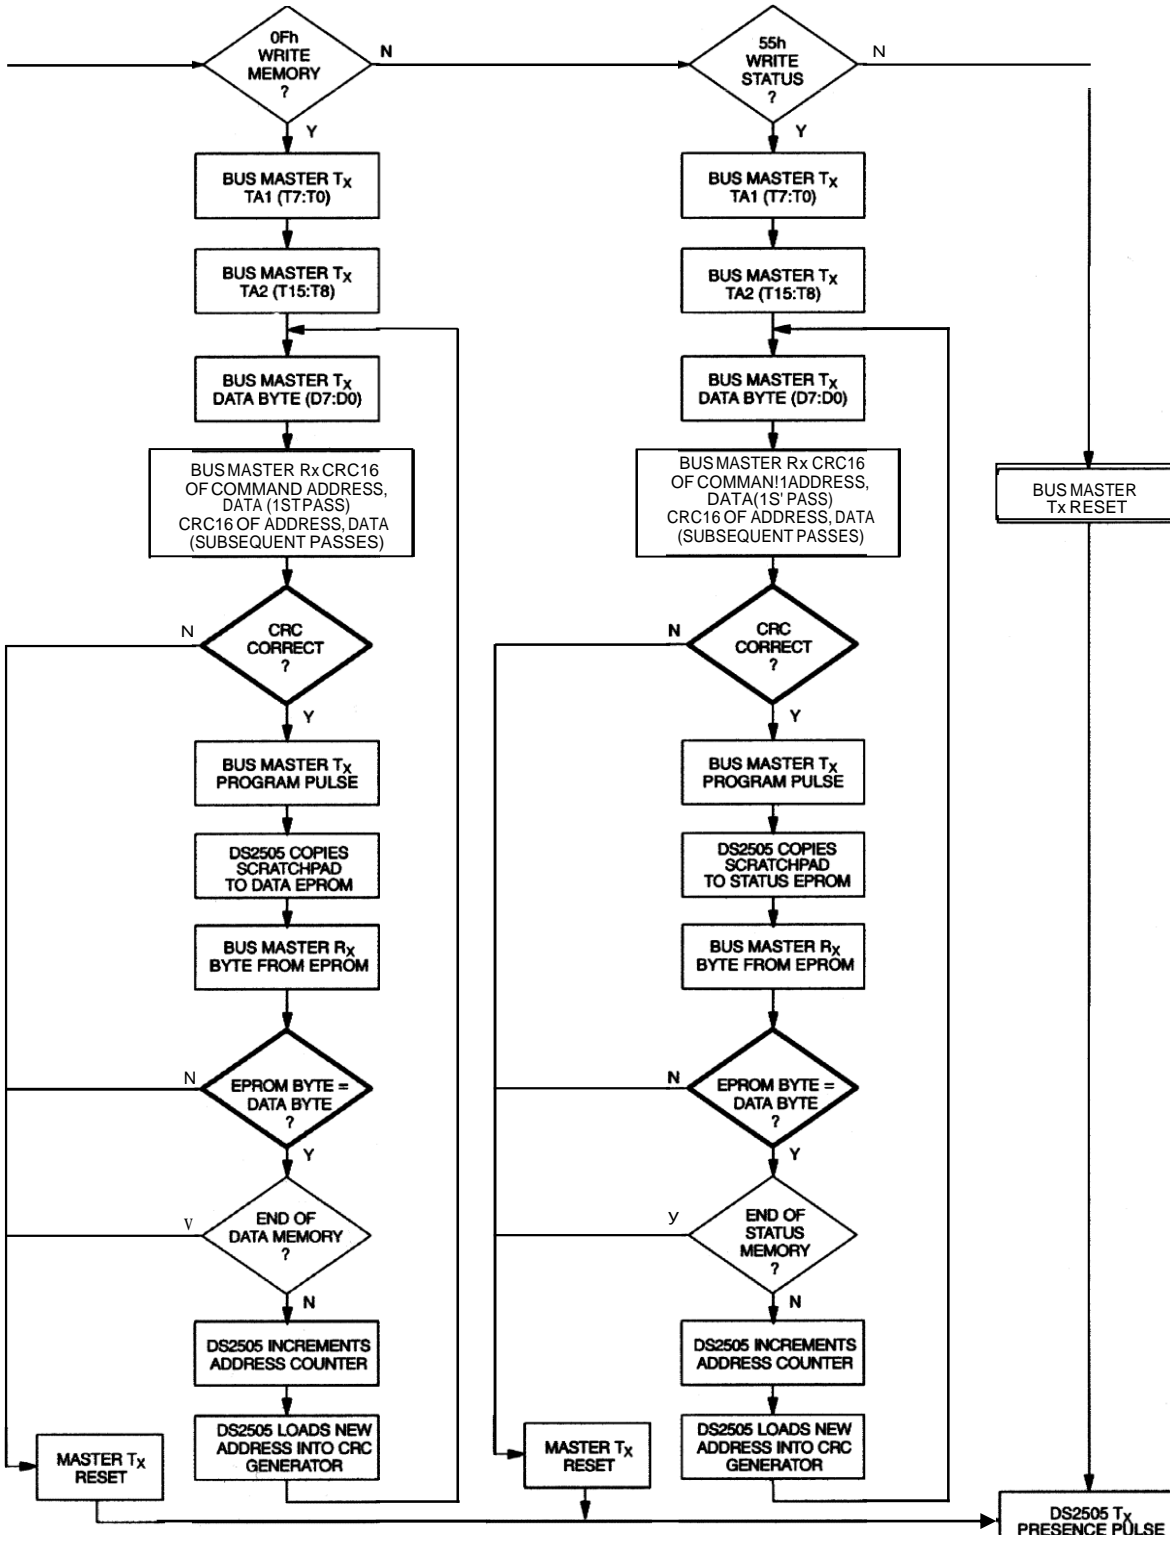 0Fh
WRITE
MEMORY
?
N
Y
BUS MASTER TX
TA1 (T7:T0)
BUS MASTER TX
TA2 (T15:T8)
BUS MASTER TX
DATA BYTE (D7:D0)
BUS MASTER Rx CRC16
OF COMMAND ADDRESS,
DATA (1ST PASS)
CRC16 OF ADDRESS, DATA
(SUBSEQUENT PASSES)
N
CRC
CORRECT
?
Y
BUS MASTER TX
PROGRAM PULSE
DS2505 COPIES
SCRATCHPAD
TO DATA EPROM
BUS MASTER RX
BYTE FROM EPROM
N
EPROM BYTE =
DATA BYTE
?
Y
V
END OF
DATA MEMORY
?
N
DS2505 INCREMENTS
ADDRESS COUNTER
DS2505 LOADS NEW
ADDRESS INTO CRC
GENERATOR
MASTER TX
RESET
55h
WRITE
STATUS
?
N
Y
BUS MASTER TX
TA1 (T7:T0)
BUS MASTER TX
TA2 (T15:T8)
BUS MASTER TX
DATA BYTE (D7:D0)
BUS MASTER Rx CRC16
OF COMMAN!1ADDRESS,
DATA(1S' PASS)
CRC16 OF ADDRESS, DATA
(SUBSEQUENT PASSES)
N
CRC
CORRECT
?
Y
BUS MASTER TX
PROGRAM PULSE
DS2505 COPIES
SCRATCHPAD
TO STATUS EPROM
BUS MASTER RX
BYTE FROM EPROM
N
EPROM BYTE =
DATA BYTE
?
Y
y
END OF
STATUS
MEMORY
?
N
DS2505 INCREMENTS
ADDRESS COUNTER
DS2505 LOADS NEW
ADDRESS INTO CRC
GENERATOR
MASTER TX
RESET
BUS MASTER
Tx RESET
DS2505 TX
PRESENCE PULSE